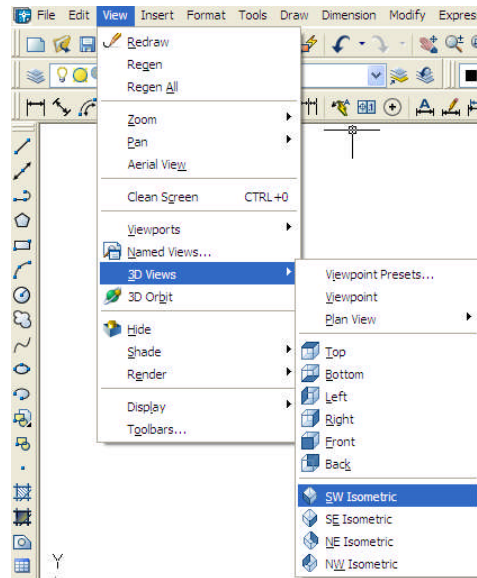 File Edit View Insert Format Tools Draw Dimension Modify Expres
Redraw
Regen
Regen All
Zoom
Pan
Aerial View
Clean Screen CTRL+0
Viewports
Named Views...
3D Views
3D Orbit
Hide
Shade
Render
Display
Toolbars...
Viewpoint Presets...
Viewpoint
Plan View
Top
Bottom
Left
Right
Front
Back
SW Isometric
SE Isometric
NE Isometric
NW Isometric
Y